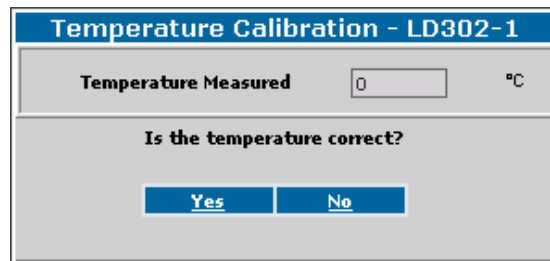 Temperature Calibration - LD302-1
Temperature Measured 0 °C
Is the temperature correct?
Yes No